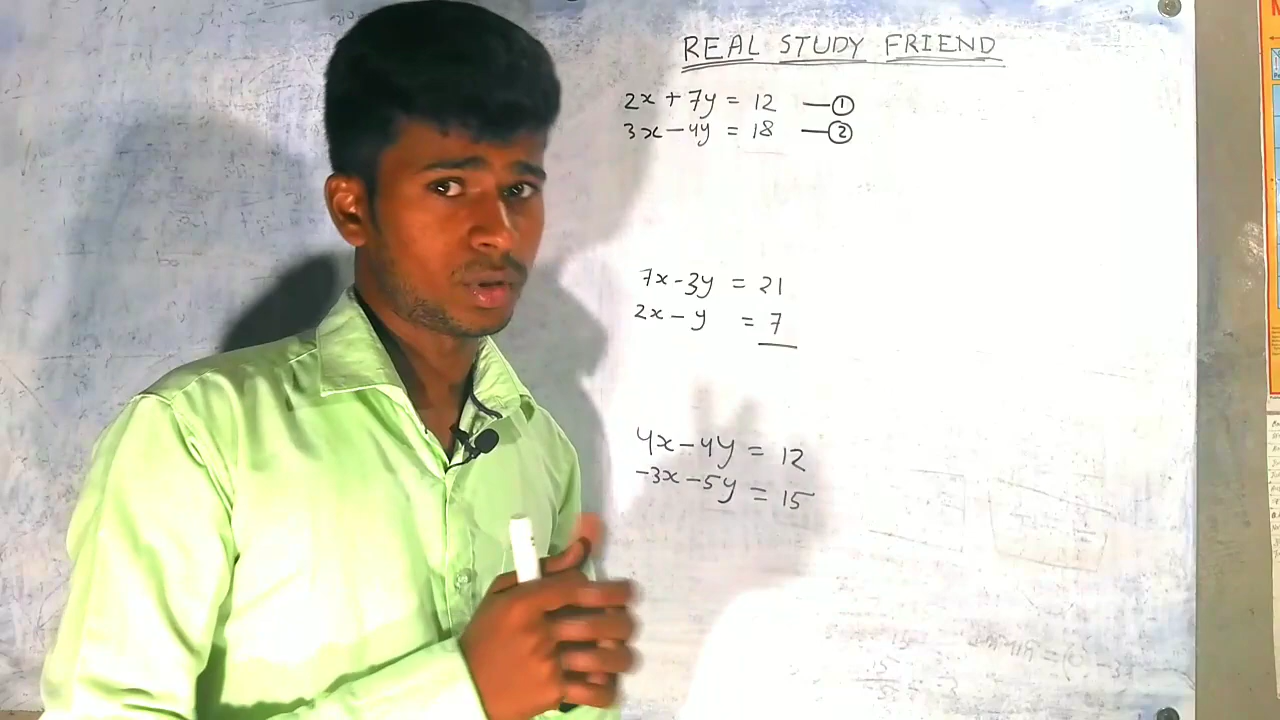 REAL STUDY FRIEND
2x + 7y = 12 —①
3x - 4y = 18 —②
7x - 3y = 21
2x - y = 7
4x - 4y = 12
-3x - 5y = 15